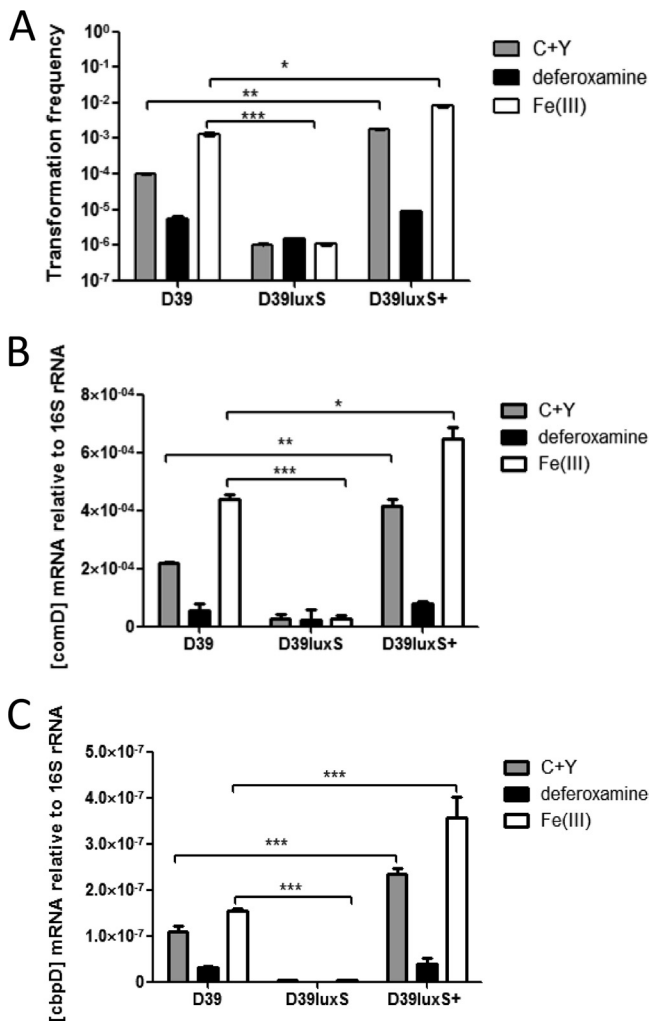 A
Transformation frequency
10⁰
10⁻¹
10⁻²
10⁻³
10⁻⁴
10⁻⁵
10⁻⁶
10⁻⁷
*
**
***
D39
D39luxS
D39luxS+
C+Y
deferoxamine
Fe(III)
B
[comD] mRNA relative to 16S rRNA
8×10⁻⁰⁴
6×10⁻⁰⁴
4×10⁻⁰⁴
2×10⁻⁰⁴
0
*
**
***
D39
D39luxS
D39luxS+
C+Y
deferoxamine
Fe(III)
C
[cbpD] mRNA relative to 16S rRNA
5.0×10⁻⁷
4.0×10⁻⁷
3.0×10⁻⁷
2.0×10⁻⁷
1.0×10⁻⁷
0
***
***
***
D39
D39luxS
D39luxS+
C+Y
deferoxamine
Fe(III)